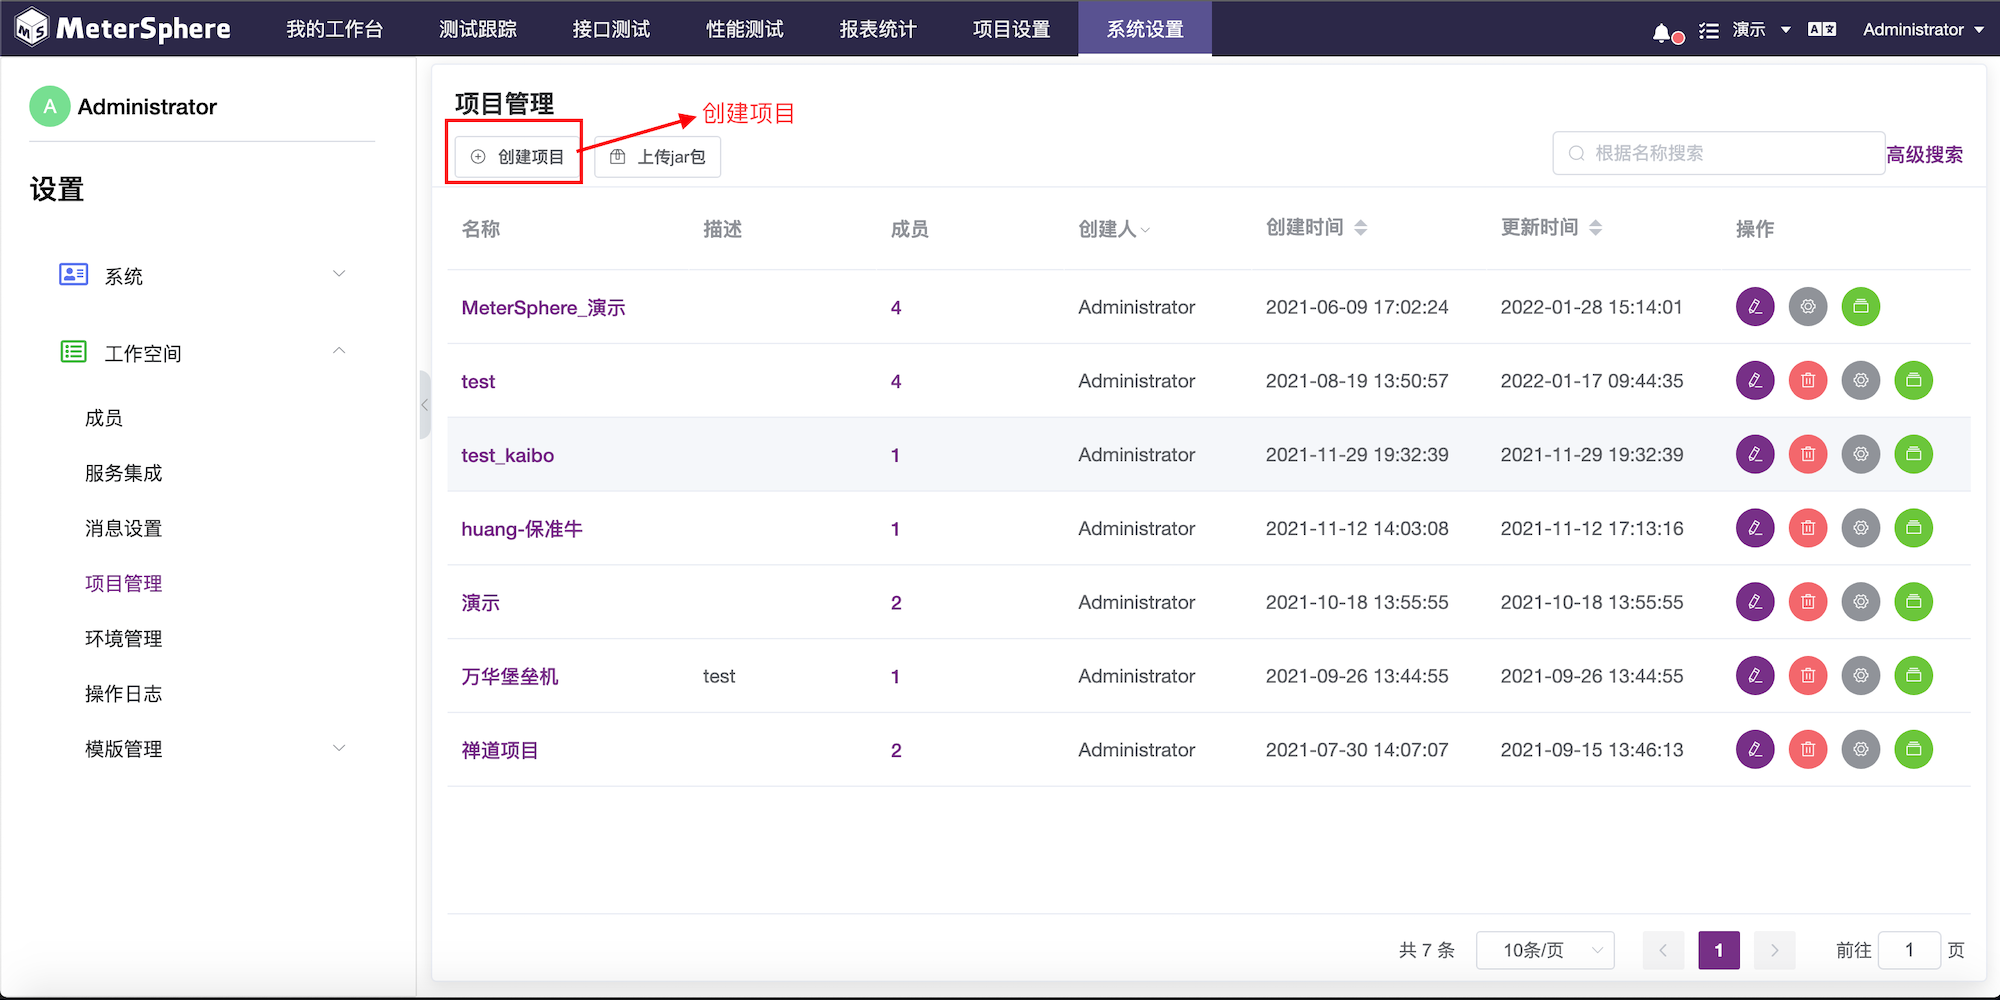 MeterSphere 我的工作台 测试跟踪 接口测试 性能测试 报表统计 项目设置 系统设置 演示 Administrator
A Administrator
设置
系统
工作空间
成员
服务集成
消息设置
项目管理
环境管理
操作日志
模版管理
项目管理
创建项目
创建项目 上传jar包 根据名称搜索 高级搜索
名称 描述 成员 创建人 创建时间 更新时间 操作
MeterSphere_演示 4 Administrator 2021-06-09 17:02:24 2022-01-28 15:14:01
test 4 Administrator 2021-08-19 13:50:57 2022-01-17 09:44:35
test_kaibo 1 Administrator 2021-11-29 19:32:39 2021-11-29 19:32:39
huang-保准牛 1 Administrator 2021-11-12 14:03:08 2021-11-12 17:13:16
演示 2 Administrator 2021-10-18 13:55:55 2021-10-18 13:55:55
万华堡垒机 test 1 Administrator 2021-09-26 13:44:55 2021-09-26 13:44:55
禅道项目 2 Administrator 2021-07-30 14:07:07 2021-09-15 13:46:13
共 7 条 10条/页 1 前往 1 页